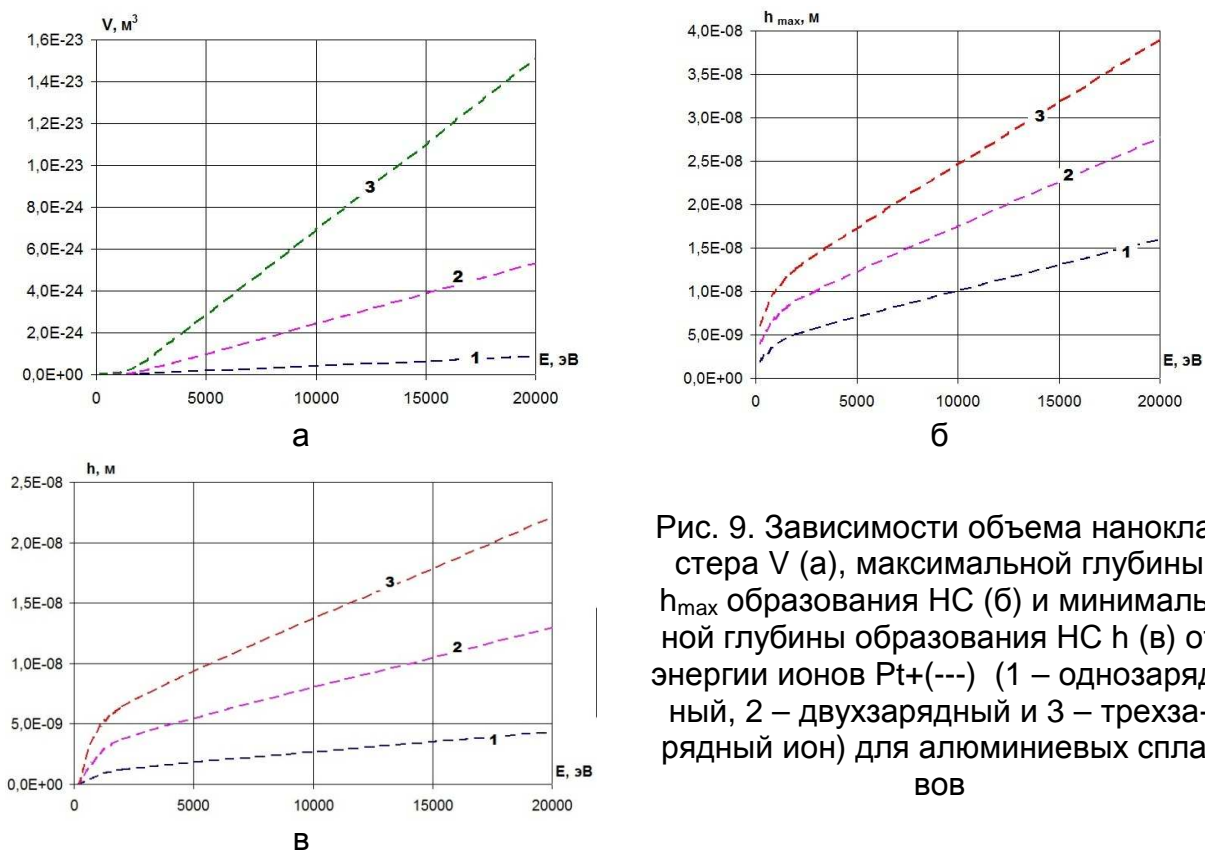 V, м³
1,6E-23
1,4E-23
1,2E-23
1,0E-23
8,0E-24
6,0E-24
4,0E-24
2,0E-24
0,0E+00
3
2
1
E, эВ
0 5000 10000 15000 20000
а
h max, м
4,0E-08
3,5E-08
3,0E-08
2,5E-08
2,0E-08
1,5E-08
1,0E-08
5,0E-09
0,0E+00
3
2
1
E, эВ
0 5000 10000 15000 20000
б
h, м
2,5E-08
2,0E-08
1,5E-08
1,0E-08
5,0E-09
0,0E+00
3
2
1
E, эВ
0 5000 10000 15000 20000
в
Рис. 9. Зависимости объема нанокла
стера V (а), максимальной глубины
hmax образования НС (б) и минималь
ной глубины образования НС h (в) от
энергии ионов Pt+(---) (1 – однозаряд
ный, 2 – двухзарядный и 3 – трехза-
рядный ион) для алюминиевых спла
вов